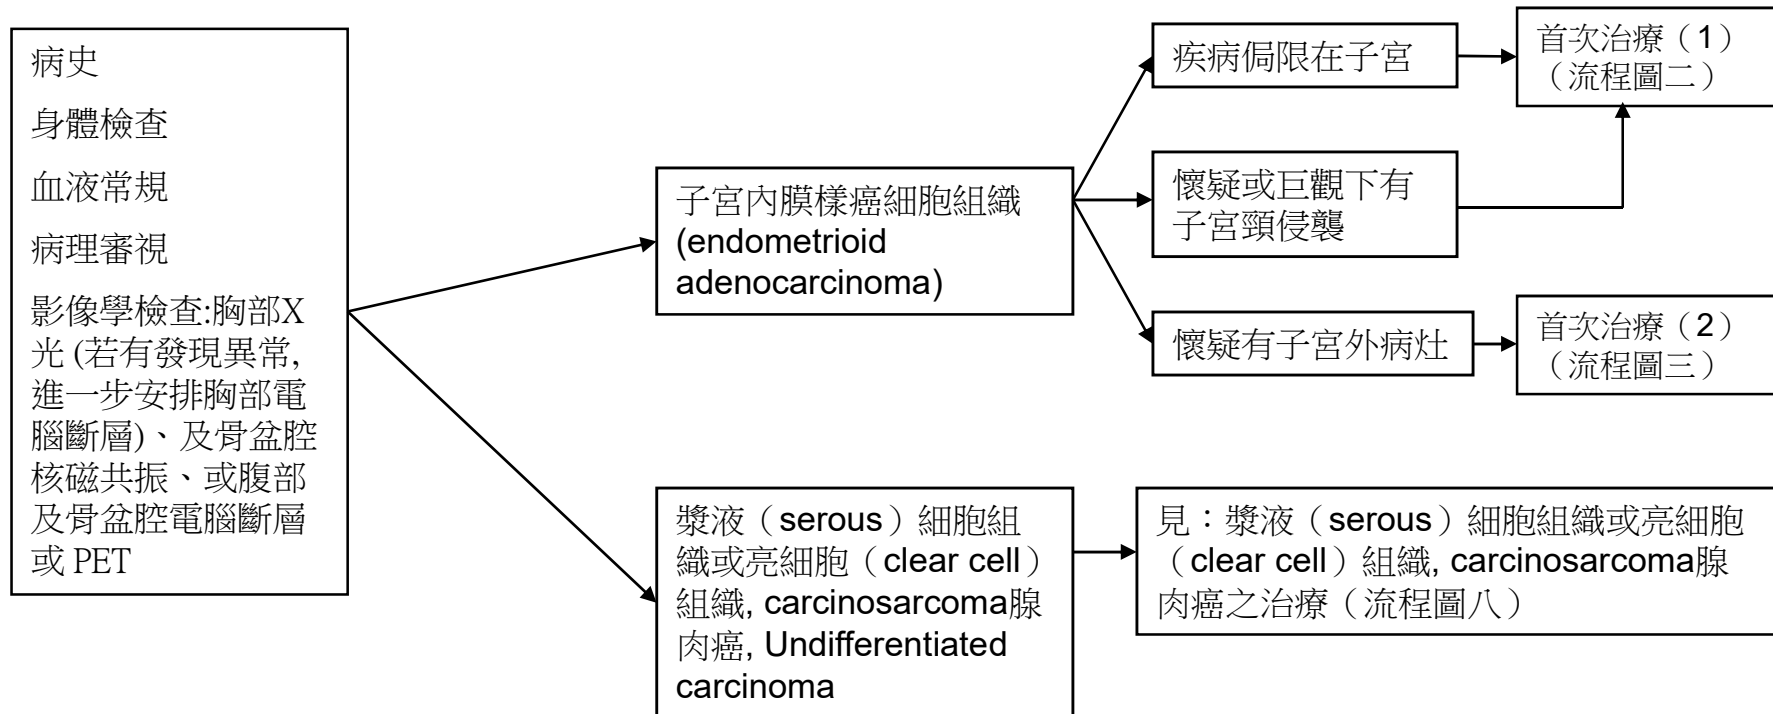 病史
身體檢查
血液常規
病理審視
影像學檢查:胸部X
光 (若有發現異常,
進一步安排胸部電
腦斷層)、及骨盆腔
核磁共振、或腹部
及骨盆腔電腦斷層
或 PET
子宮內膜樣癌細胞組織
(endometrioid
adenocarcinoma)
疾病侷限在子宮
首次治療（1）
（流程圖二）
懷疑或巨觀下有
子宮頸侵襲
懷疑有子宮外病灶
首次治療（2）
（流程圖三）
漿液（serous）細胞組
織或亮細胞（clear cell）
組織, carcinosarcoma腺
肉癌, Undifferentiated
carcinoma
見：漿液（serous）細胞組織或亮細胞
（clear cell）組織, carcinosarcoma腺
肉癌之治療（流程圖八）